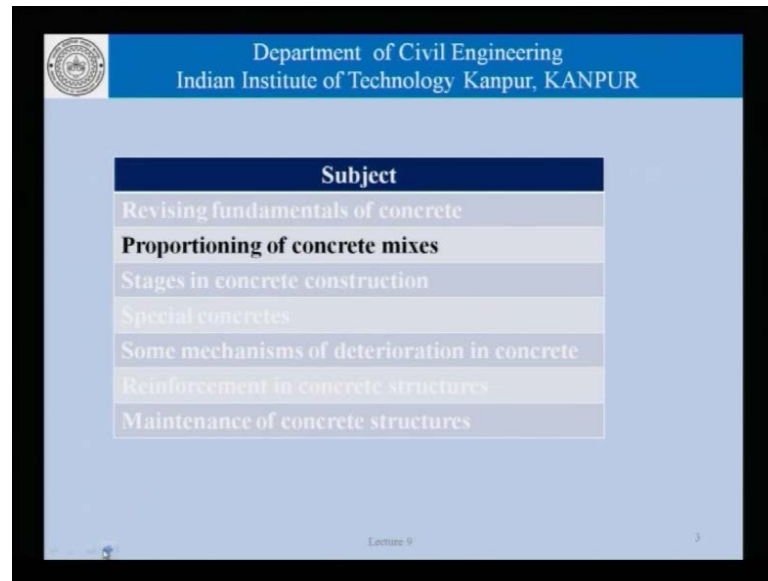 Department of Civil Engineering
Indian Institute of Technology Kanpur, KANPUR
Subject
Revising fundamentals of concrete
Proportioning of concrete mixes
Stages in concrete construction
Special concretes
Some mechanisms of deterioration in concrete
Reinforcement in concrete structures
Maintenance of concrete structures
Lecture 9
3